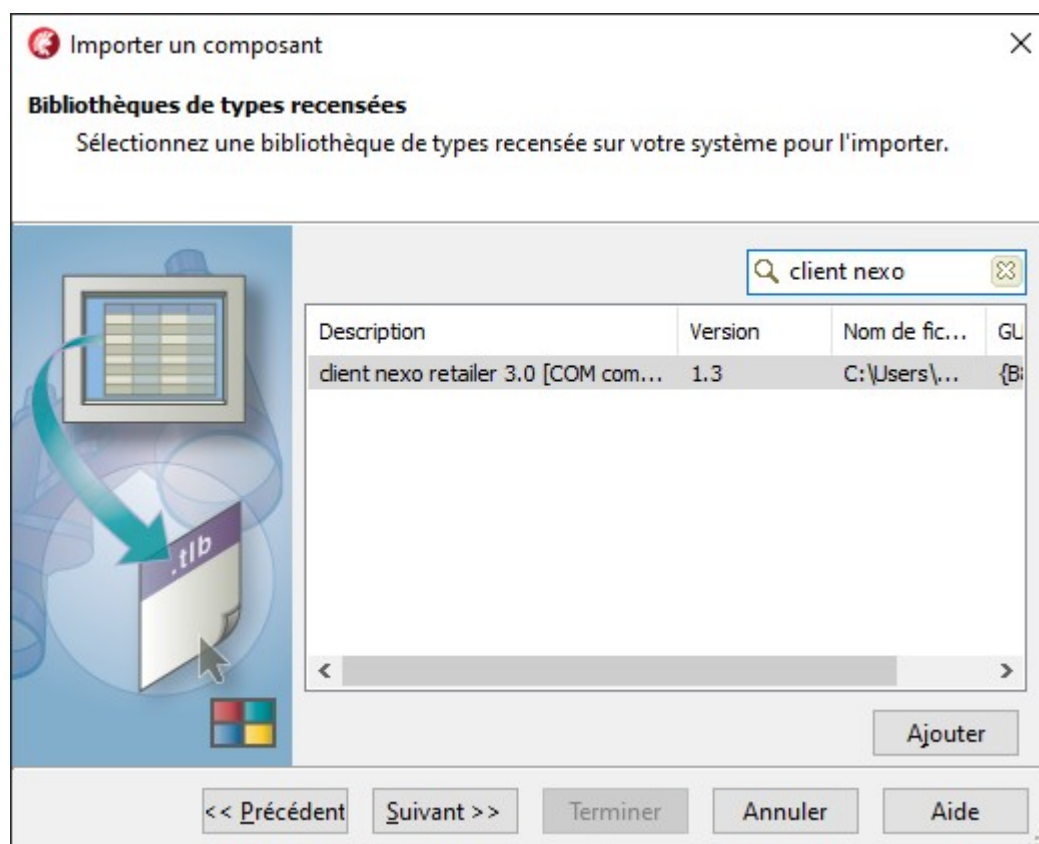 Importer un composant
Bibliothèques de types recensées
Sélectionnez une bibliothèque de types recensée sur votre système pour l'importer.
client nexo
Description Version Nom de fic... GU
client nexo retailer 3.0 [COM com... 1.3 C:\Users\... {B
.tlb
Ajouter
<< Précédent Suivant >> Terminer Annuler Aide